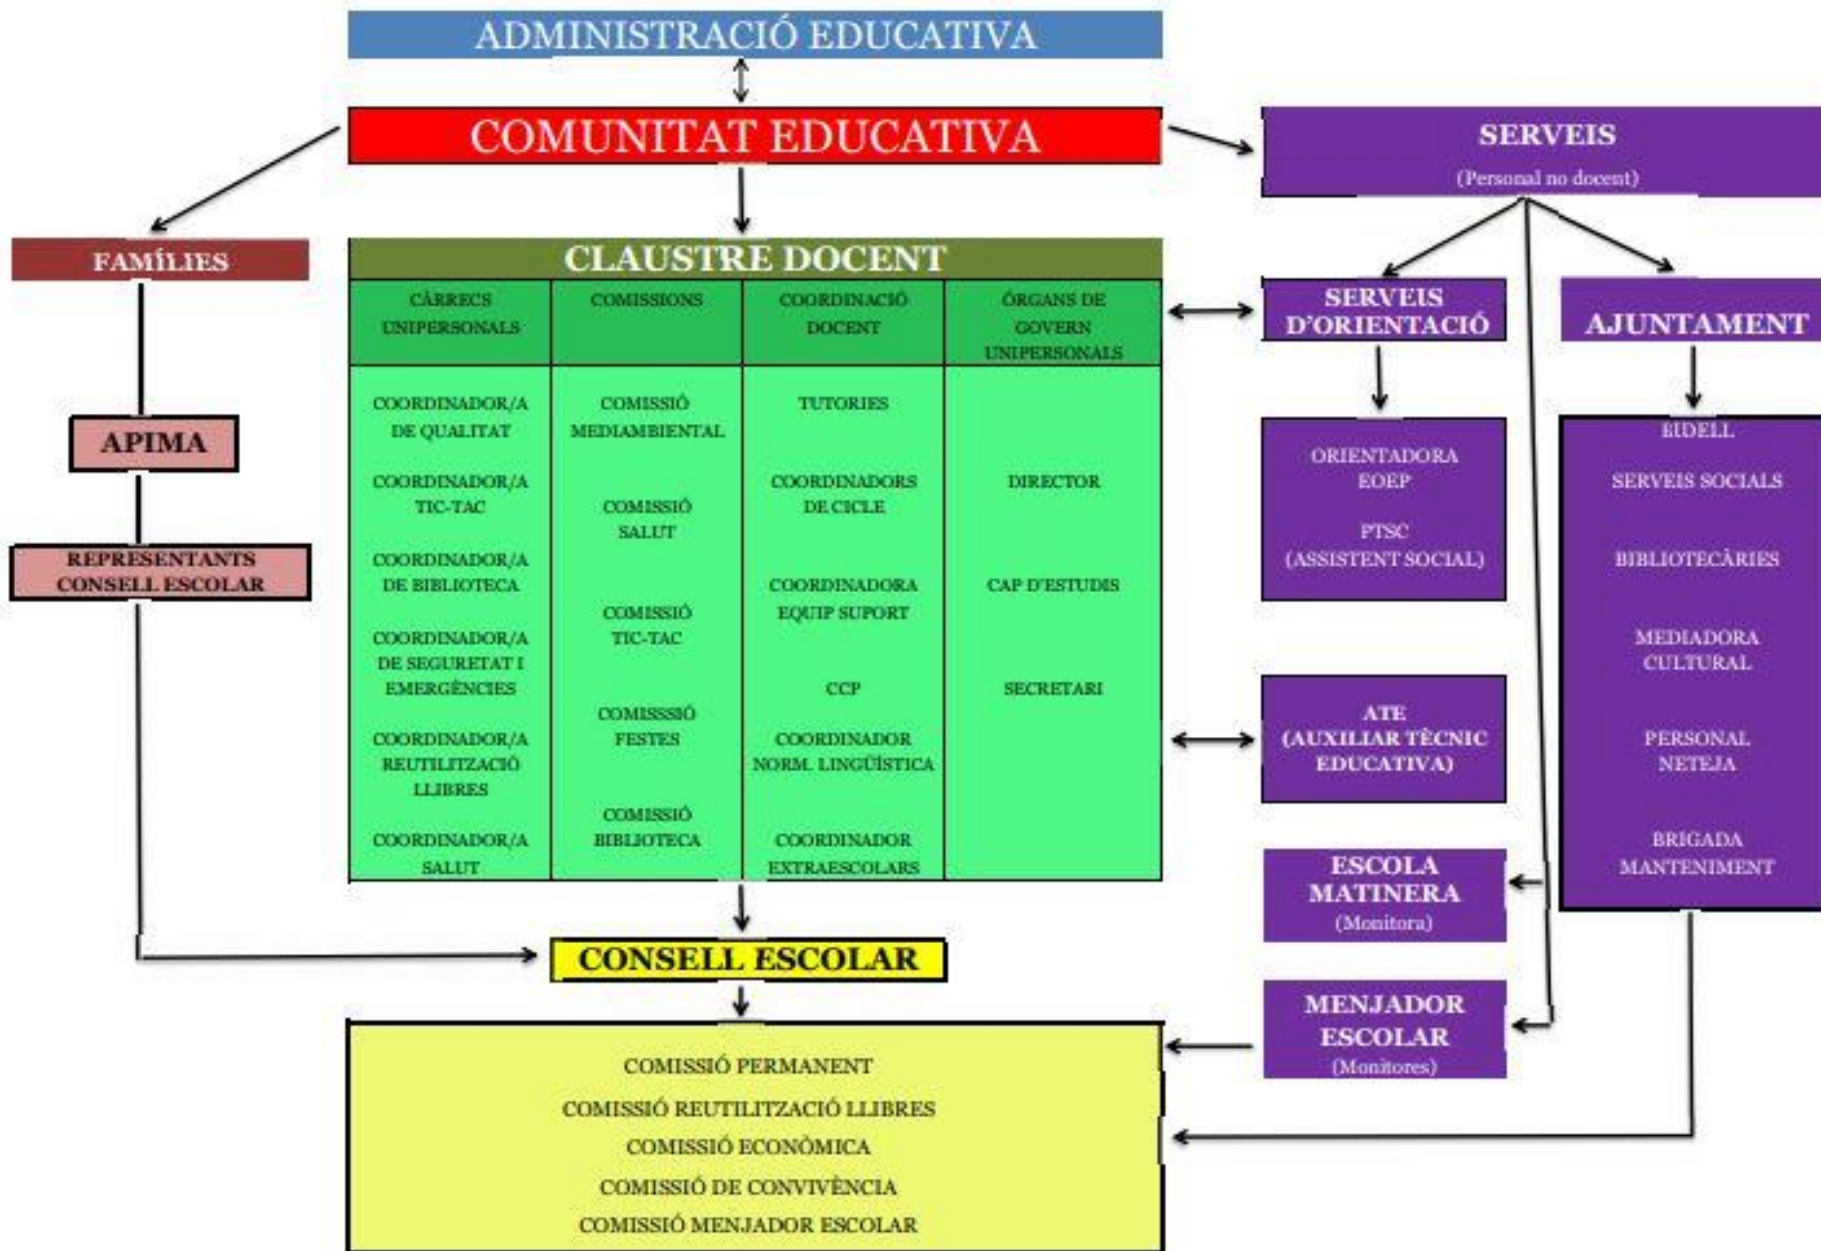 ADMINISTRACIÓ EDUCATIVA
COMUNITAT EDUCATIVA
SERVEIS
(Personal no docent)
FAMÍLIES
APIMA
REPRESENTANTS
CONSELL ESCOLAR
CLAUSTRE DOCENT
CÀRRECS
UNIPERSONALS
COORDINADOR/A
DE QUALITAT
COORDINADOR/A
TIC-TAC
COORDINADOR/A
DE BIBLIOTECA
COORDINADOR/A
DE SEGURETAT I
EMERGÈNCIES
COORDINADOR/A
REUTILITZACIÓ
LLIBRES
COORDINADOR/A
SALUT
COMISSIONS
COMISSIÓ
MEDIAMBIENTAL
COMISSIÓ
SALUT
COMISSIÓ
TIC-TAC
COMISSSIÓ
FESTES
COMISSIÓ
BIBLIOTECA
COORDINACIÓ
DOCENT
TUTORIES
COORDINADORS
DE CICLE
COORDINADORA
EQUIP SUPORT
CCP
COORDINADOR
NORM. LINGÜÍSTICA
COORDINADOR
EXTRAESCOLARS
ÓRGANS DE
GOVERN
UNIPERSONALS
DIRECTOR
CAP D'ESTUDIS
SECRETARI
SERVEIS
D'ORIENTACIÓ
ORIENTADORA
EOEP
PTSC
(ASSISTENT SOCIAL)
ATE
(AUXILIAR TÈCNIC
EDUCATIVA)
ESCOLA
MATINERA
(Monitora)
MENJADOR
ESCOLAR
(Monitores)
AJUNTAMENT
BIDELL
SERVEIS SOCIALS
BIBLIOTECÀRIES
MEDIADORA
CULTURAL
PERSONAL
NETEJA
BRIGADA
MANTENIMENT
CONSELL ESCOLAR
COMISSIÓ PERMANENT
COMISSIÓ REUTILITZACIÓ LLIBRES
COMISSIÓ ECONÒMICA
COMISSIÓ DE CONVIVÈNCIA
COMISSIÓ MENJADOR ESCOLAR